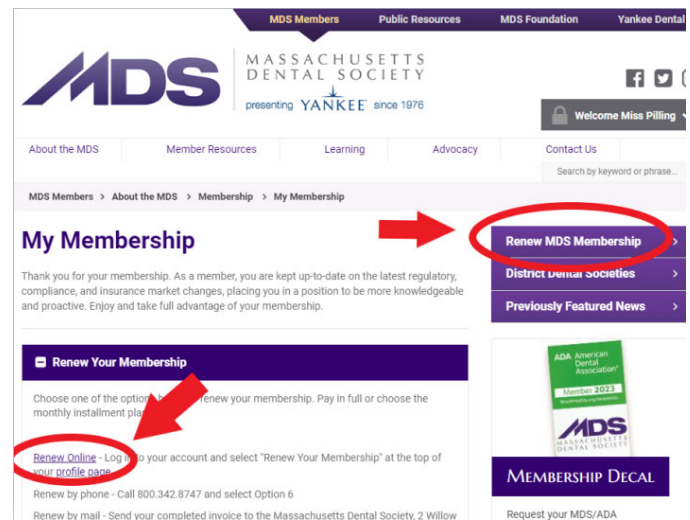 MDS Members Public Resources MDS Foundation Yankee Dental
MDS
MASSACHUSETTS
DENTAL SOCIETY
presenting YANKEE since 1976
Welcome Miss Pilling
About the MDS Member Resources Learning Advocacy Contact Us
Search by keyword or phrase...
MDS Members > About the MDS > Membership > My Membership
My Membership
Thank you for your membership. As a member, you are kept up-to-date on the latest regulatory,
compliance, and insurance market changes, placing you in a position to be more knowledgeable
and proactive. Enjoy and take full advantage of your membership.
Renew MDS Membership >
District Dental Societies >
Previously Featured News >
Renew Your Membership
Choose one of the options renew your membership. Pay in full or choose the
monthly installment
Renew Online - Log in to your account and select "Renew Your Membership" at the top of
your profile page
Renew by phone - Call 800.342.8747 and select Option 6
Renew by mail - Send your completed invoice to the Massachusetts Dental Society, 2 Willow
ADA American
Dental
Association
Member 2023
MDS
MASSACHUSETTS
DENTAL SOCIETY
MEMBERSHIP DECAL
Request your MDS/ADA